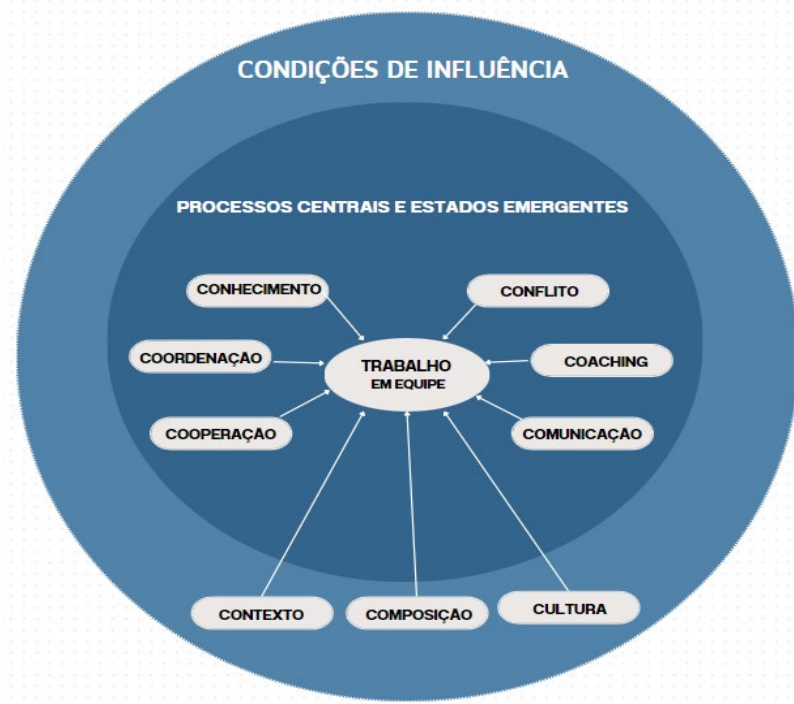 CONDIÇÕES DE INFLUÊNCIA
PROCESSOS CENTRAIS E ESTADOS EMERGENTES
CONHECIMENTO
CONFLITO
COORDENAÇÃO
TRABALHO
EM EQUIPE
COACHING
COOPERAÇÃO
COMUNICAÇÃO
CONTEXTO
COMPOSIÇÃO
CULTURA